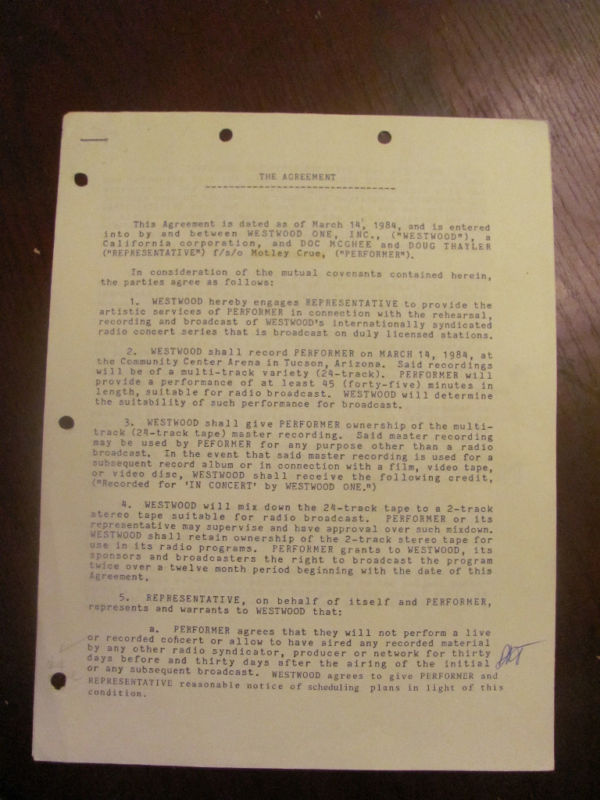 THE AGREEMENT
This Agreement is dated as of March 14, 1984, and is entered
into by and between WESTWOOD ONE, INC., ("WESTWOOD"), a
California corporation, and DOC MCGHEE and DOUG THAYLER
("REPRESENTATIVE") f/s/o Motley Crue, ("PERFORMER").
In consideration of the mutual covenants contained herein,
the parties agree as follows:
1. WESTWOOD hereby engages REPRESENTATIVE to provide the
artistic services of PERFORMER in connection with the rehearsal,
recording and broadcast of WESTWOOD's internationally syndicated
radio concert series that is broadcast on duly licensed stations.
2. WESTWOOD shall record PERFORMER on MARCH 14, 1984, at
the Community Center Arena in Tucson, Arizona. Said recordings
will be of a multi-track variety (24-track). PERFORMER will
provide a performance of at least 45 (forty-five) minutes in
length, suitable for radio broadcast. WESTWOOD will determine
the suitability of such performance for broadcast.
3. WESTWOOD shall give PERFORMER ownership of the multi-
track (24-track tape) master recording. Said master recording
may be used by PEFORMER for any purpose other than a radio
broadcast. In the event that said master recording is used for a
subsequent record album or in connection with a film, video tape,
or video disc, WESTWOOD shall receive the following credit,
("Recorded for 'IN CONCERT' by WESTWOOD ONE.")
4. WESTWOOD will mix down the 24-track tape to a 2-track
stereo tape suitable for radio broadcast. PERFORMER or its
representative may supervise and have approval over such mixdown.
WESTWOOD shall retain ownership of the 2-track stereo tape for
use in its radio programs. PERFORMER grants to WESTWOOD, its
sponsors and broadcasters the right to broadcast the program
twice over a twelve month period beginning with the date of this
Agreement.
5. REPRESENTATIVE, on behalf of itself and PERFORMER,
represents and warrants to WESTWOOD that:
a. PERFORMER agrees that they will not perform a live
or recorded concert or allow to have aired any recorded material
by any other radio syndicator, producer or network for thirty
days before and thirty days after the airing of the initial
or any subsequent broadcast. WESTWOOD agrees to give PERFORMER and
REPRESENTATIVE reasonable notice of scheduling plans in light of this
condition.